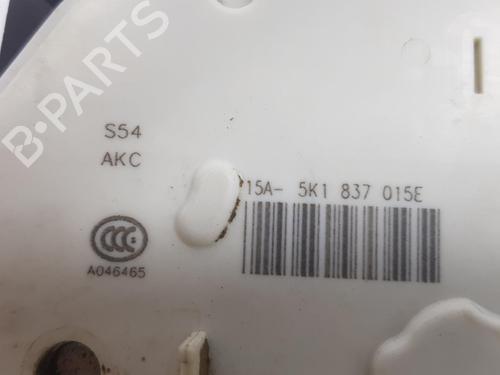 B-PARTS
S54
AKC
15A- 5K1 837 015E
CCC
A046465